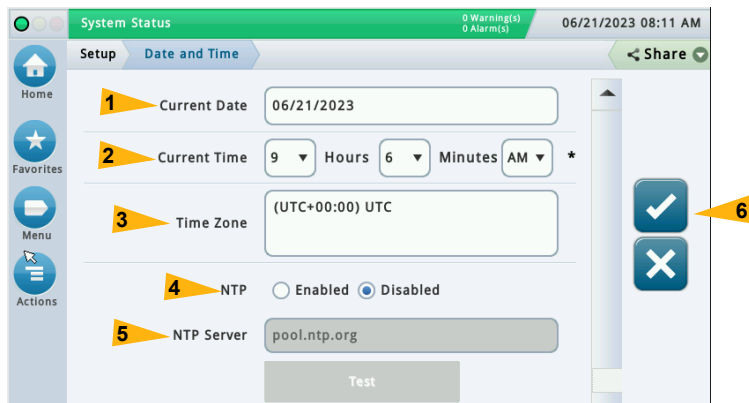 System Status
0 Warning(s)
0 Alarm(s)
06/21/2023 08:11 AM
Setup Date and Time
Share
Home
Favorites
Menu
Actions
1 Current Date 06/21/2023
2 Current Time 9 Hours 6 Minutes AM *
3 Time Zone (UTC+00:00) UTC
6
4 NTP Enabled Disabled
5 NTP Server pool.ntp.org
Test